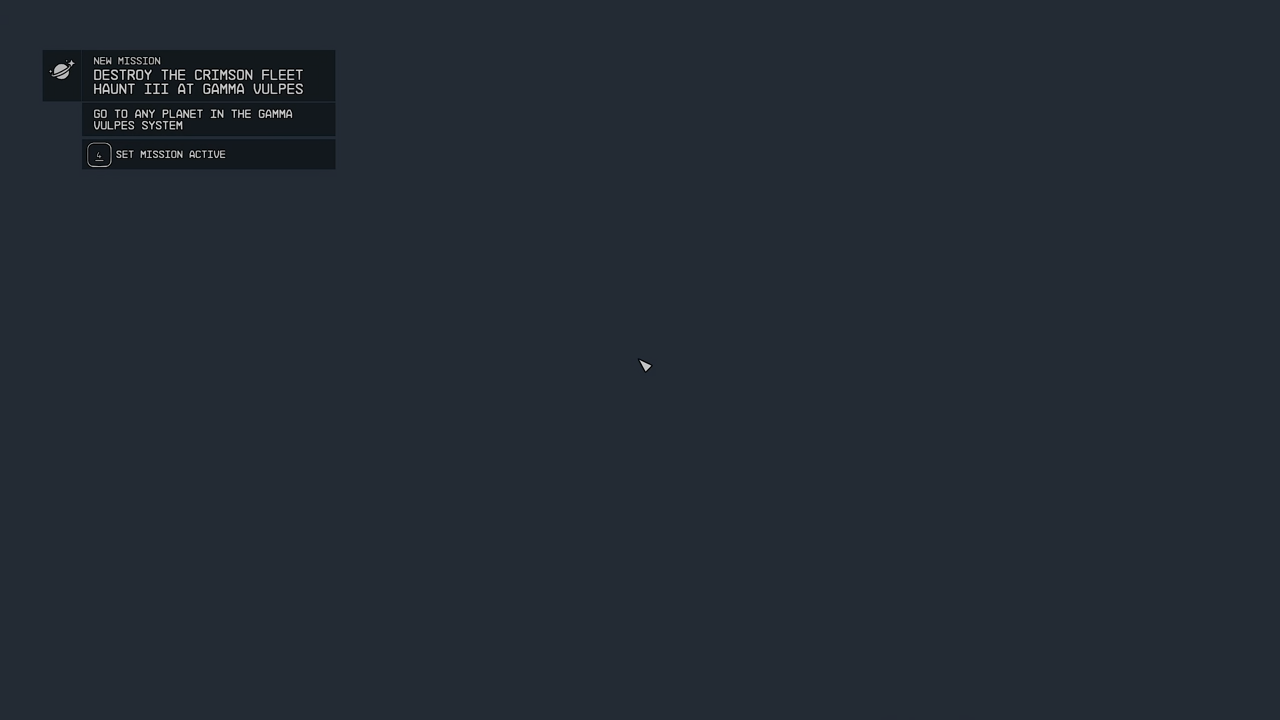 NEW MISSION
DESTROY THE CRIMSON FLEET
HAUNT III AT GAMMA VULPES
GO TO ANY PLANET IN THE GAMMA
VULPES SYSTEM
SET MISSION ACTIVE